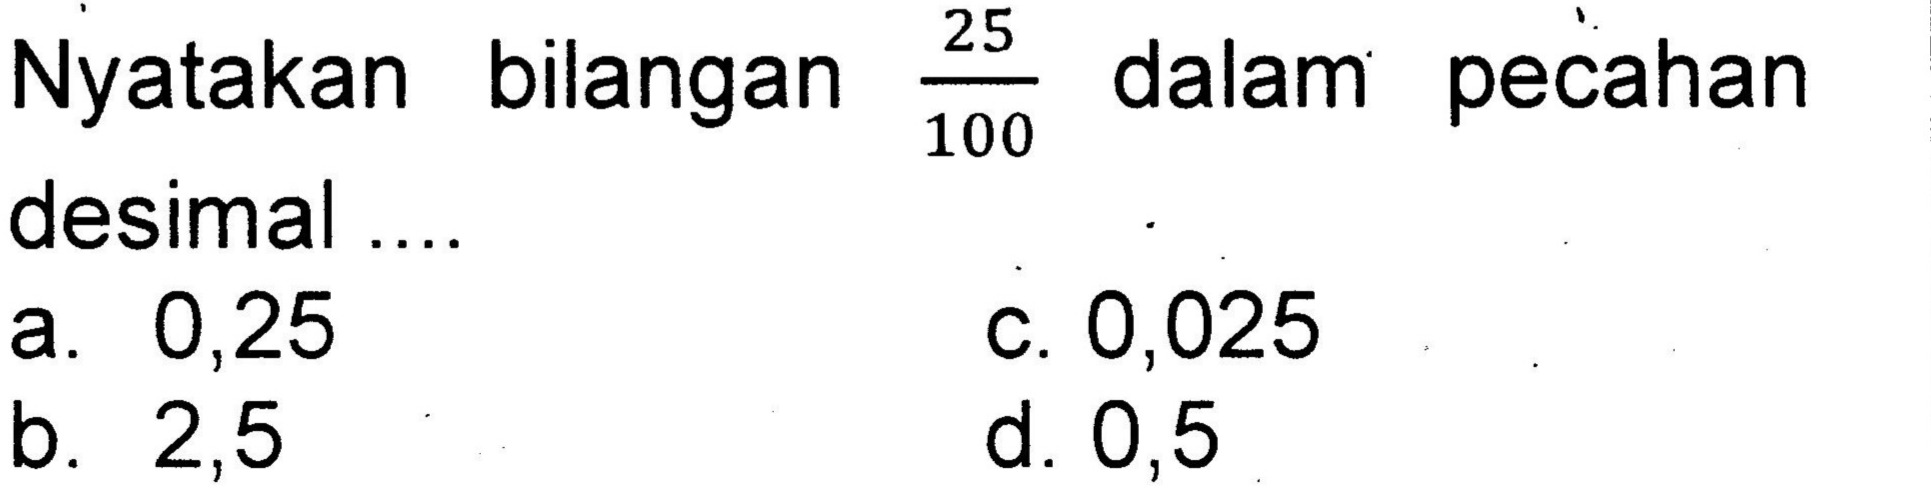 Nyatakan bilangan 25/100 dalam pecahan
desimal ....
a. 0,25 c. 0,025
b. 2,5 d. 0,5